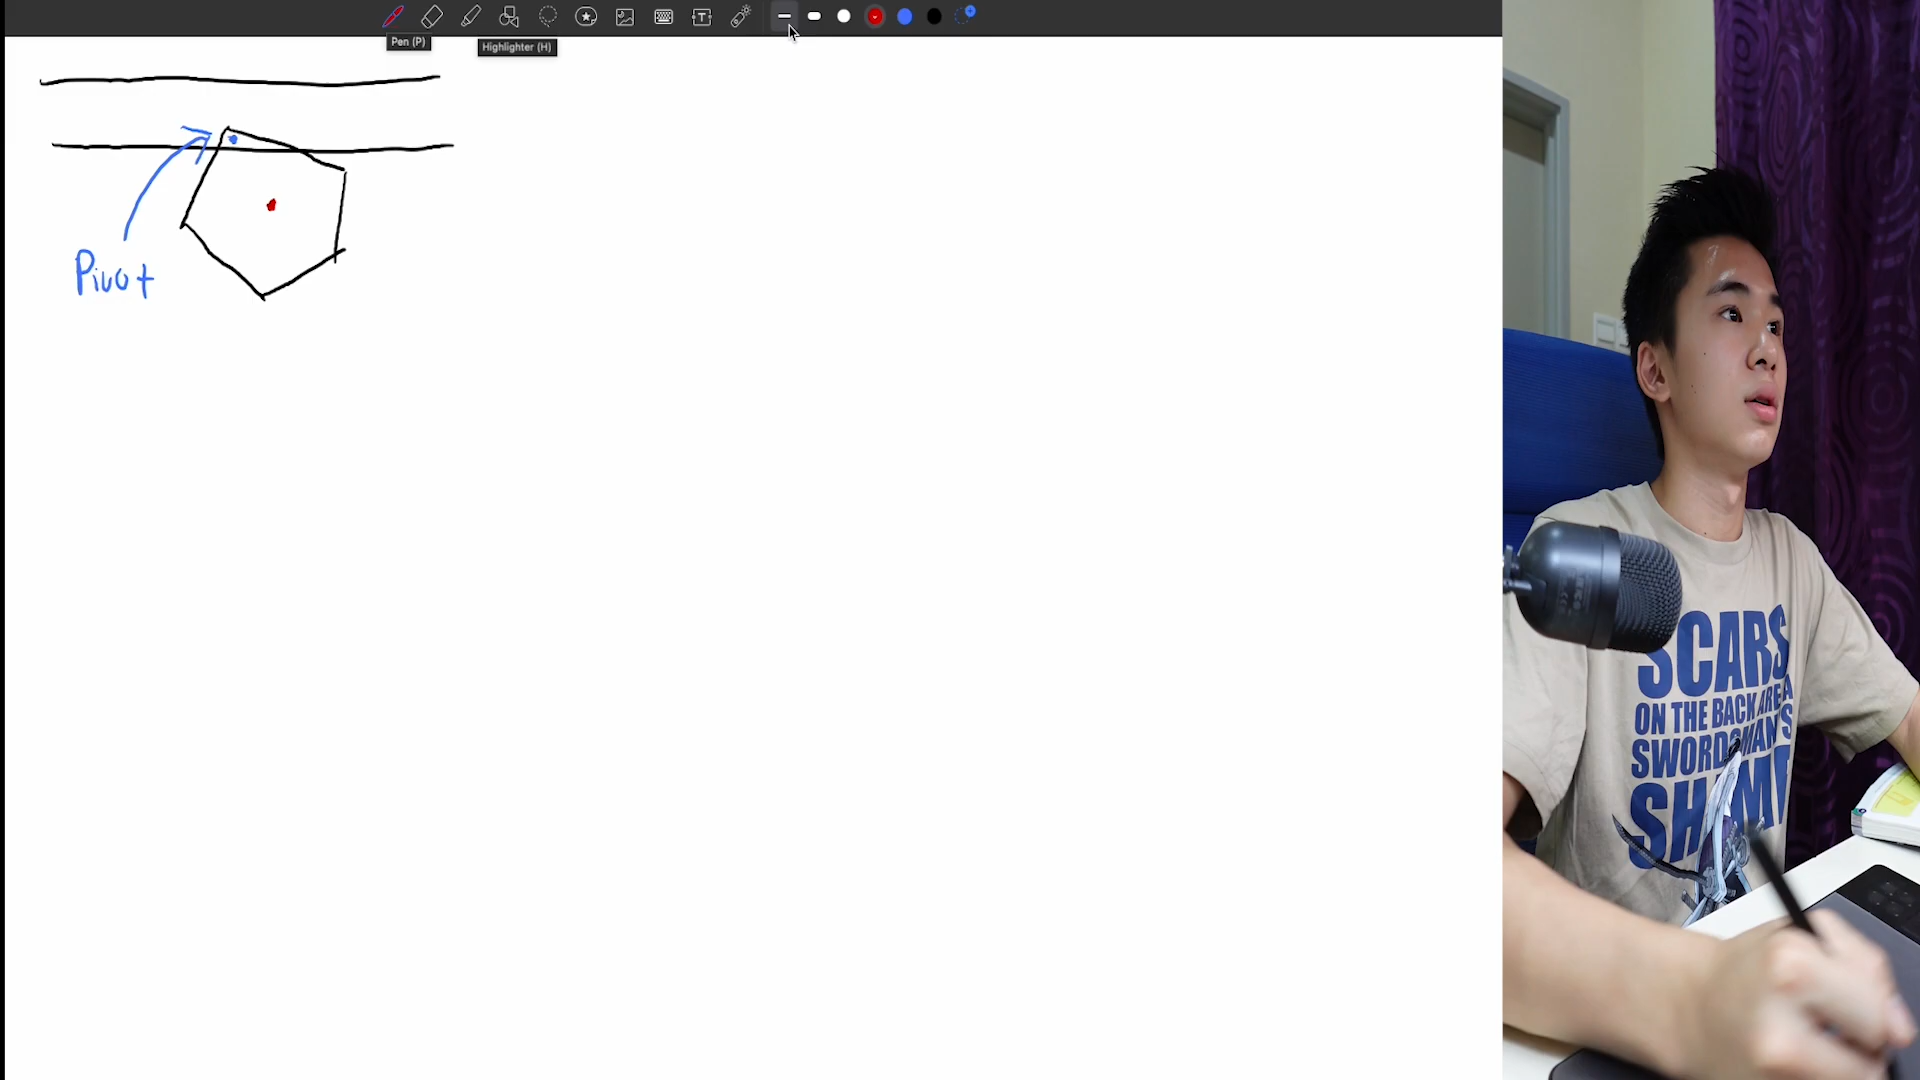 Pen (P)
Highlighter (H)
Pivot
SCARS
ON THE BACK ARE A
SWORDSMAN'S
SHAME